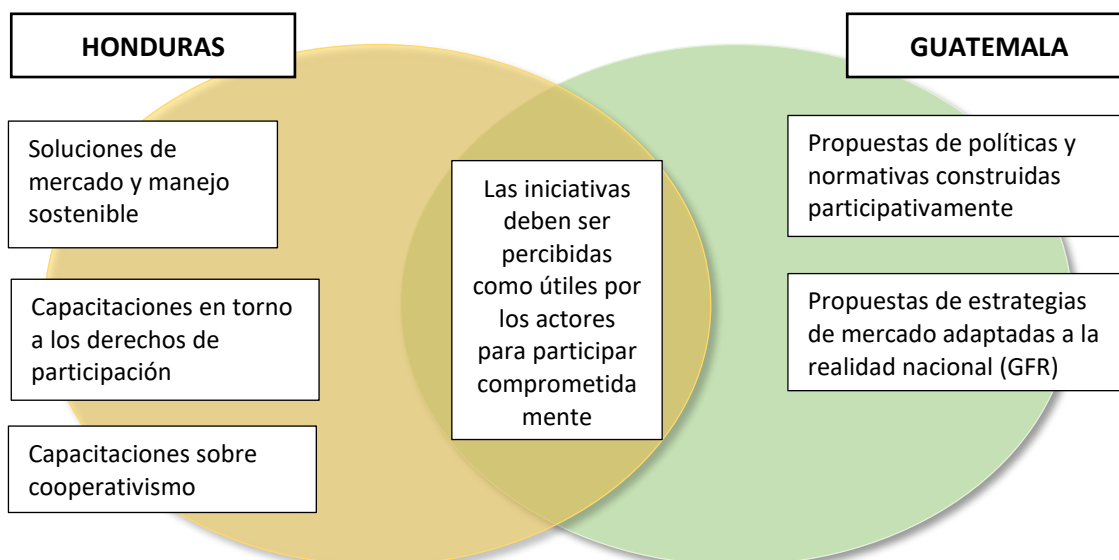 HONDURAS
GUATEMALA
Soluciones de
mercado y manejo
sostenible
Capacitaciones en torno
a los derechos de
participación
Capacitaciones sobre
cooperativismo
Las iniciativas
deben ser
percibidas
como útiles por
los actores
para participar
comprometida
mente
Propuestas de políticas y
normativas construidas
participativamente
Propuestas de estrategias
de mercado adaptadas a la
realidad nacional (GFR)